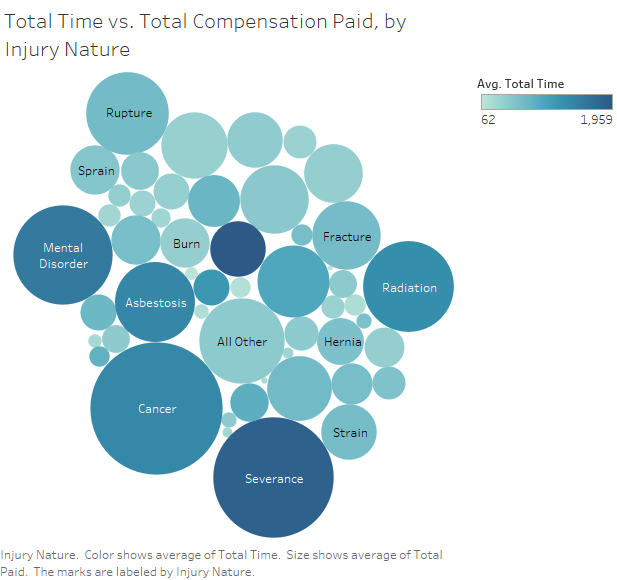 Total Time vs. Total Compensation Paid, by
Injury Nature
Avg. Total Time
62 1,959
Rupture
Sprain
Burn
Fracture
Mental
Disorder
Radiation
Asbestosis
All Other
Hernia
Cancer
Strain
Severance
Injury Nature.  Color shows average of Total Time.  Size shows average of Total
Paid.  The marks are labeled by Injury Nature.